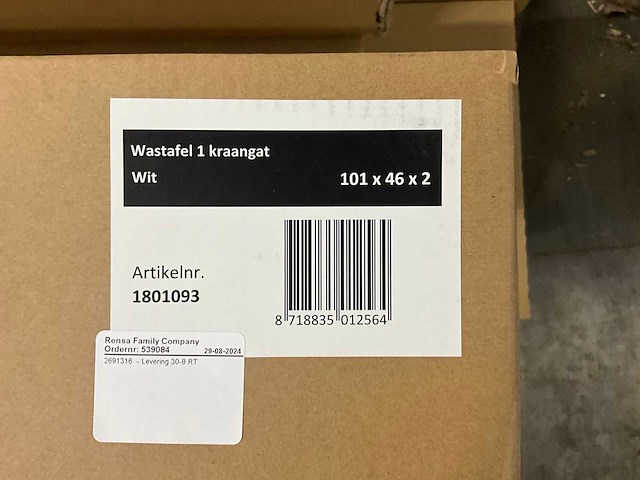 Wastafel 1 kraangat
Wit 101 x 46 x 2
Artikelnr.
1801093
8 718835 012564
Rensa Family Company
Ordernr: 539084 29-08-2024
2691316 - Levering 30-8 RT